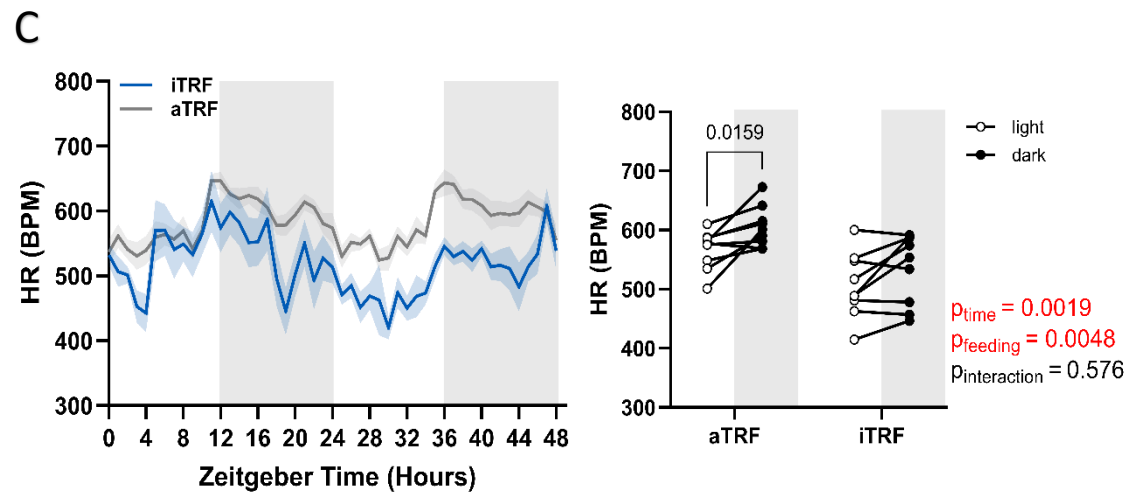 C
iTRF
aTRF
HR (BPM)
800
700
600
500
400
300
0 4 8 12 16 20 24 28 32 36 40 44 48
Zeitgeber Time (Hours)
HR (BPM)
800
700
600
500
400
300
0.0159
aTRF iTRF
light
dark
p_time = 0.0019
p_feeding = 0.0048
p_interaction = 0.576